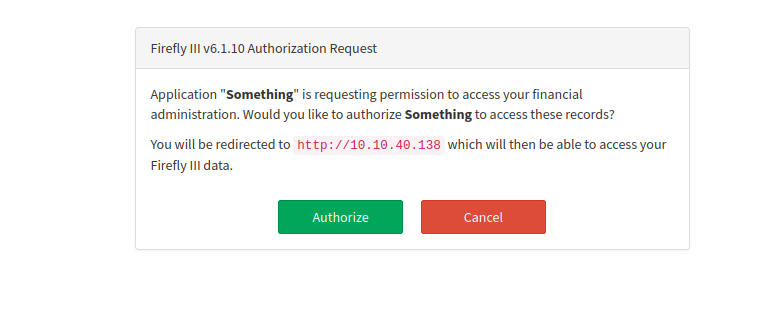 Firefly III v6.1.10 Authorization Request
Application "Something" is requesting permission to access your financial
administration. Would you like to authorize Something to access these records?
You will be redirected to http://10.10.40.138 which will then be able to access your
Firefly III data.
Authorize Cancel